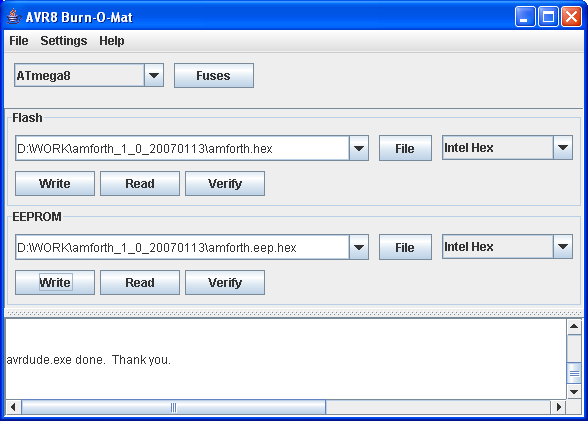 AVR8 Burn-O-Mat
File Settings Help
ATmega8 Fuses
Flash
D:\WORK\amforth_1_0_20070113\amforth.hex File Intel Hex
Write Read Verify
EEPROM
D:\WORK\amforth_1_0_20070113\amforth.eep.hex File Intel Hex
Write Read Verify
avrdude.exe done.  Thank you.